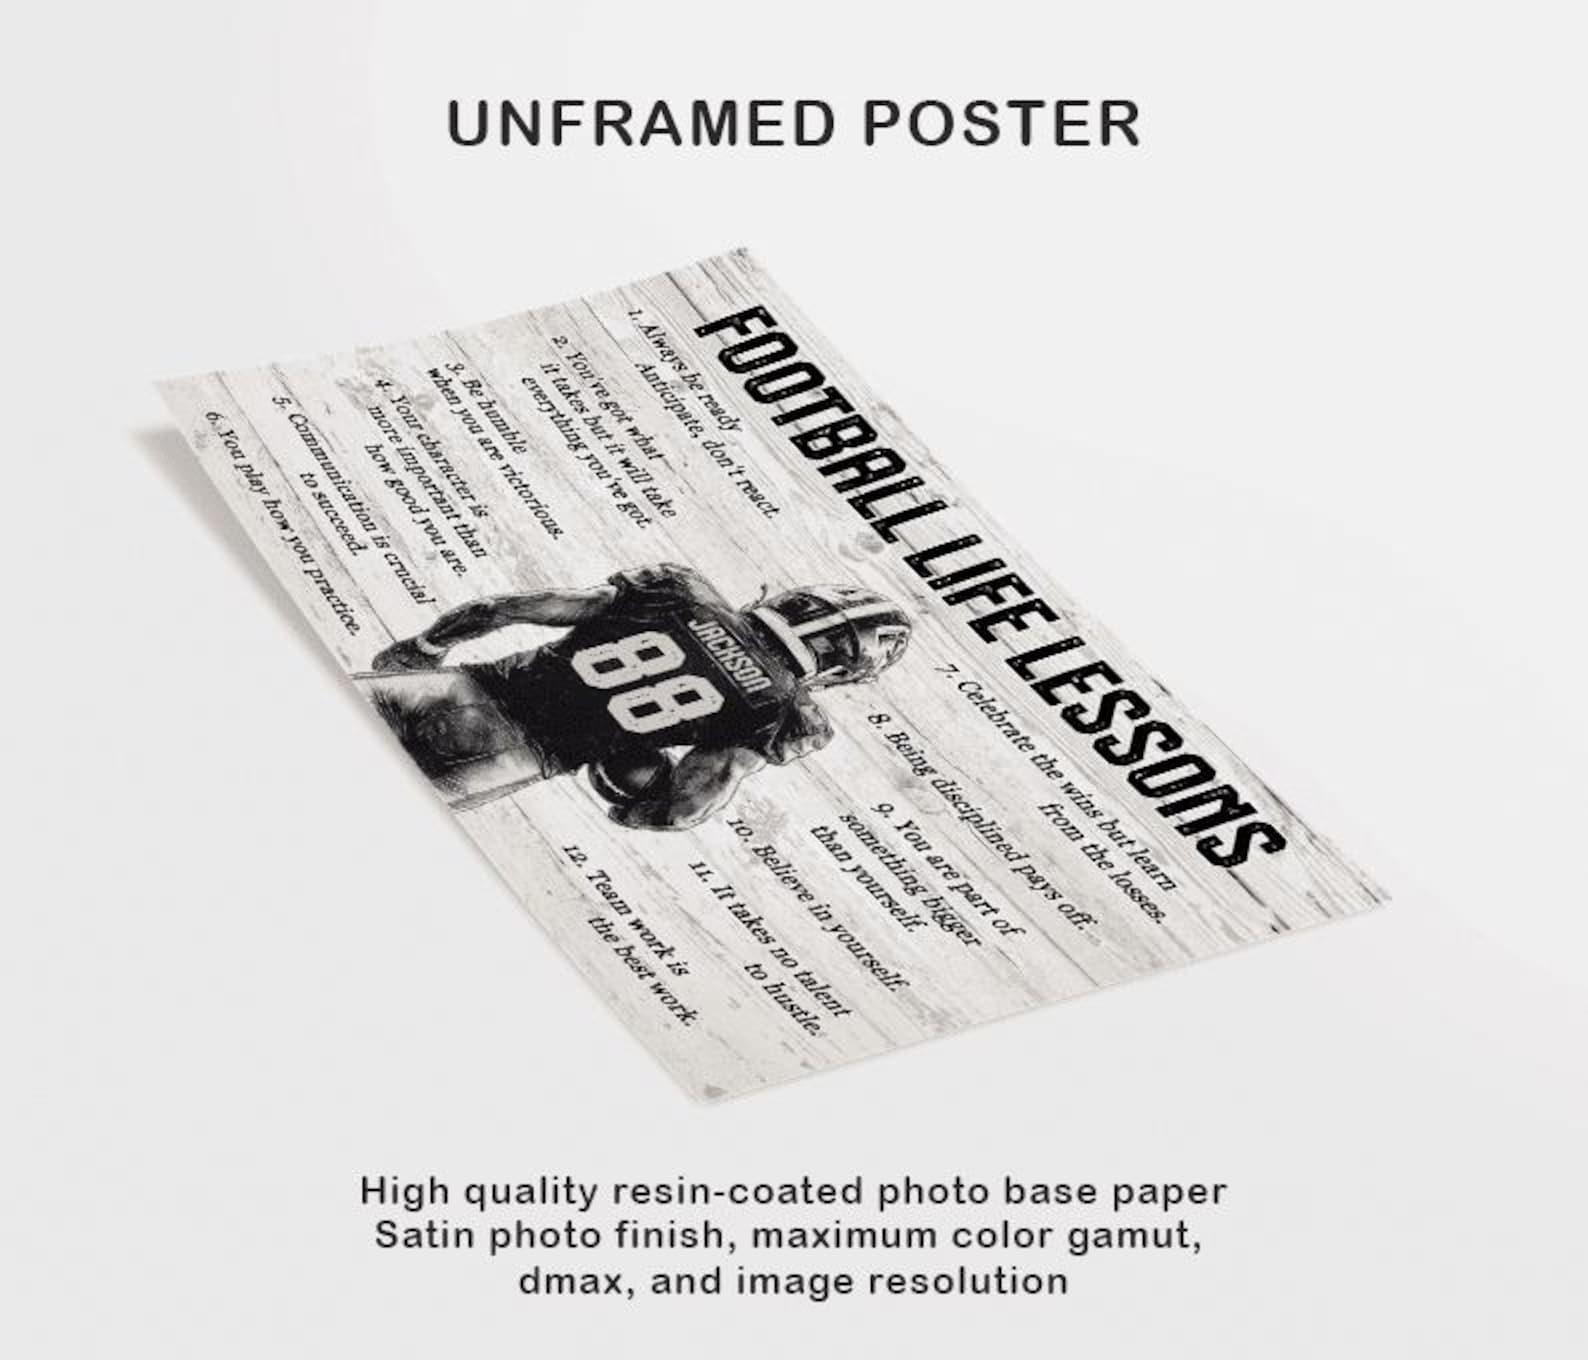 UNFRAMED POSTER
FOOTBALL LIFE LESSONS
1. Always be ready
Anticipate, don't react.
2. You've got what
it takes but it will take
everything you've got.
3. Be humble
when you are victorious.
4. Your character is
more important than
how good you are.
5. Communication is crucial
to succeed.
6. You play how you practice.
JACKSON
88
7. Celebrate the wins but learn
from the losses.
8. Being disciplined pays off.
9. You are part of
something bigger
than yourself.
10. Believe in yourself.
11. It takes no talent
to hustle.
12. Team work is
the best work.
High quality resin-coated photo base paper
Satin photo finish, maximum color gamut,
dmax, and image resolution